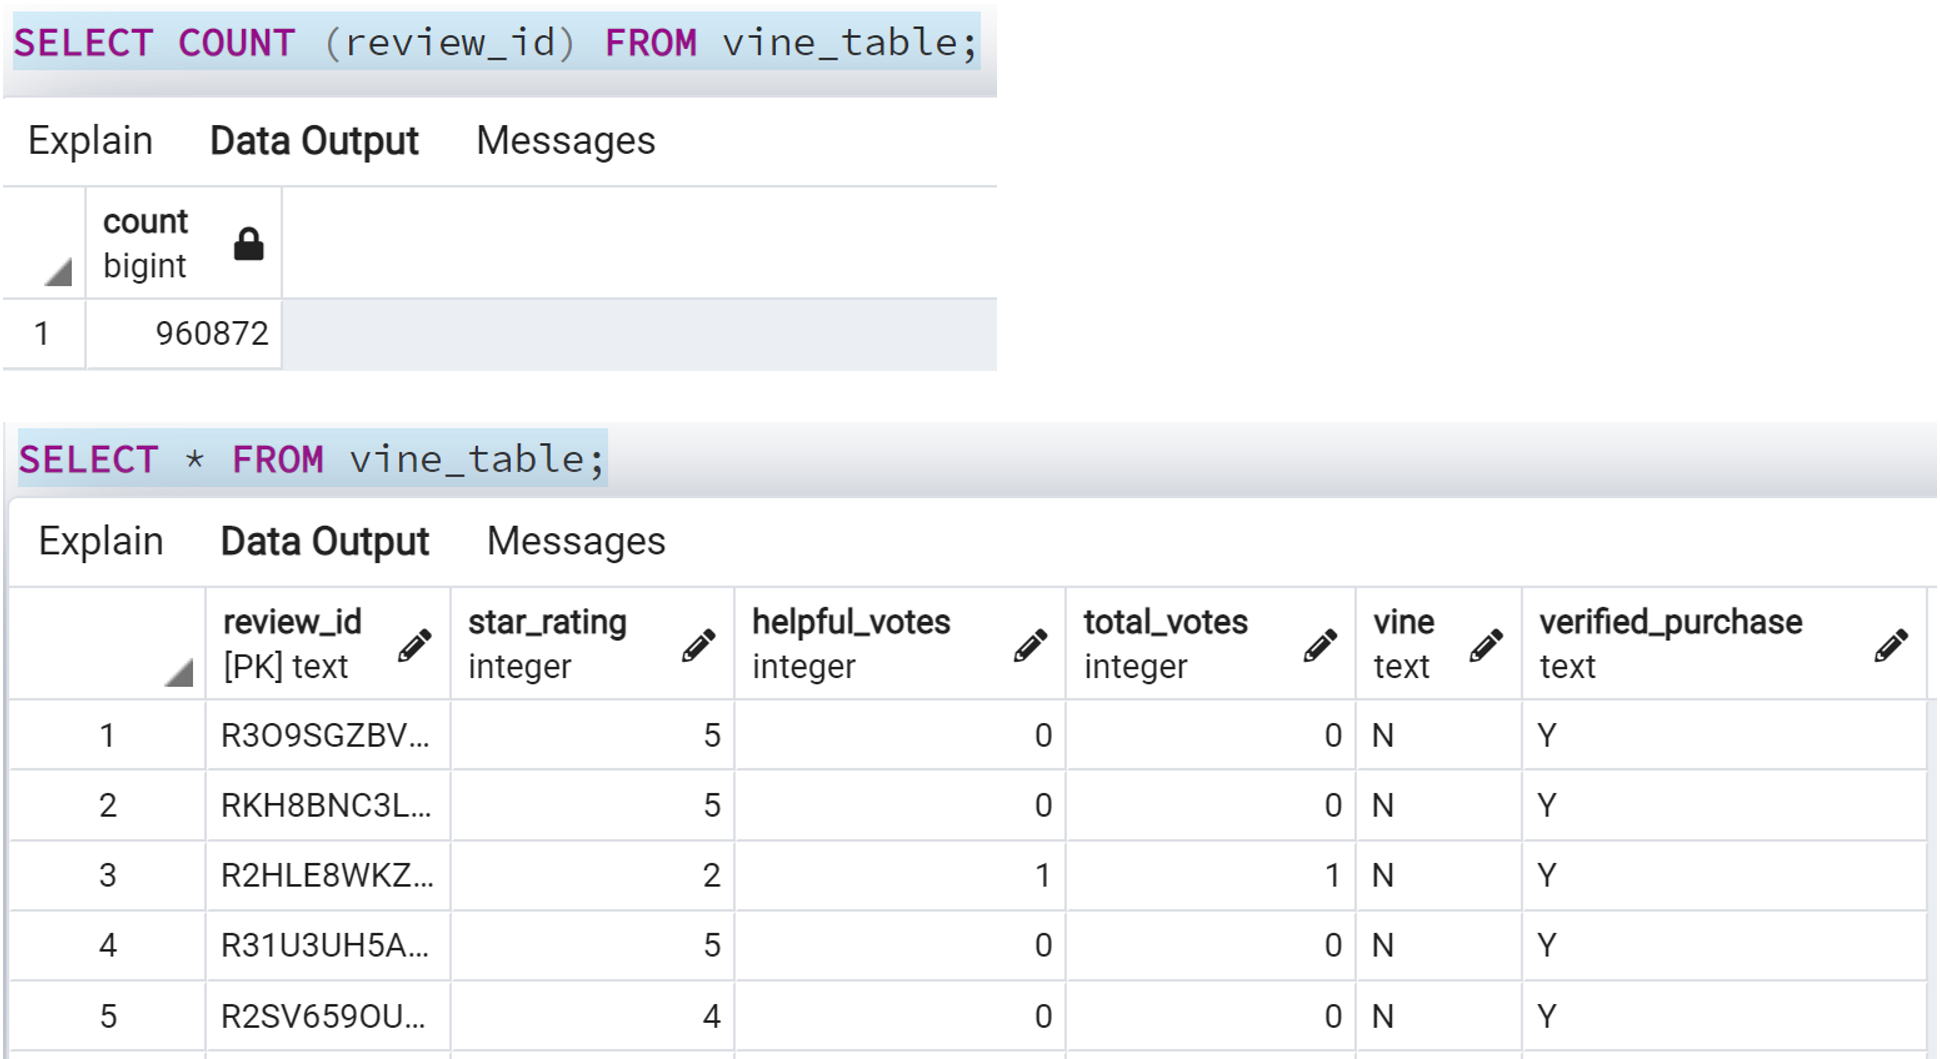 SELECT COUNT (review_id) FROM vine_table;
Explain Data Output Messages
count
bigint
1 960872
SELECT * FROM vine_table;
Explain Data Output Messages
review_id star_rating helpful_votes total_votes vine verified_purchase
[PK] text integer integer integer text text
1 R3O9SGZBV... 5 0 0 N Y
2 RKH8BNC3L... 5 0 0 N Y
3 R2HLE8WKZ... 2 1 1 N Y
4 R31U3UH5A... 5 0 0 N Y
5 R2SV659OU... 4 0 0 N Y